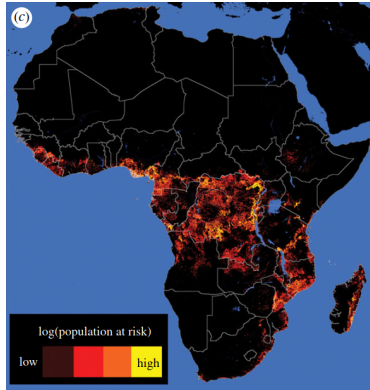 (c)
log(population at risk)
low high